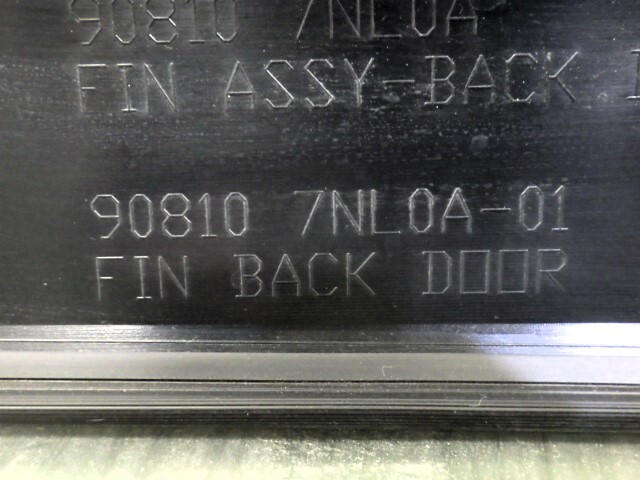 90810 7NL0A
FIN ASSY-BACK D
90810 7NL0A-01
FIN BACK DOOR